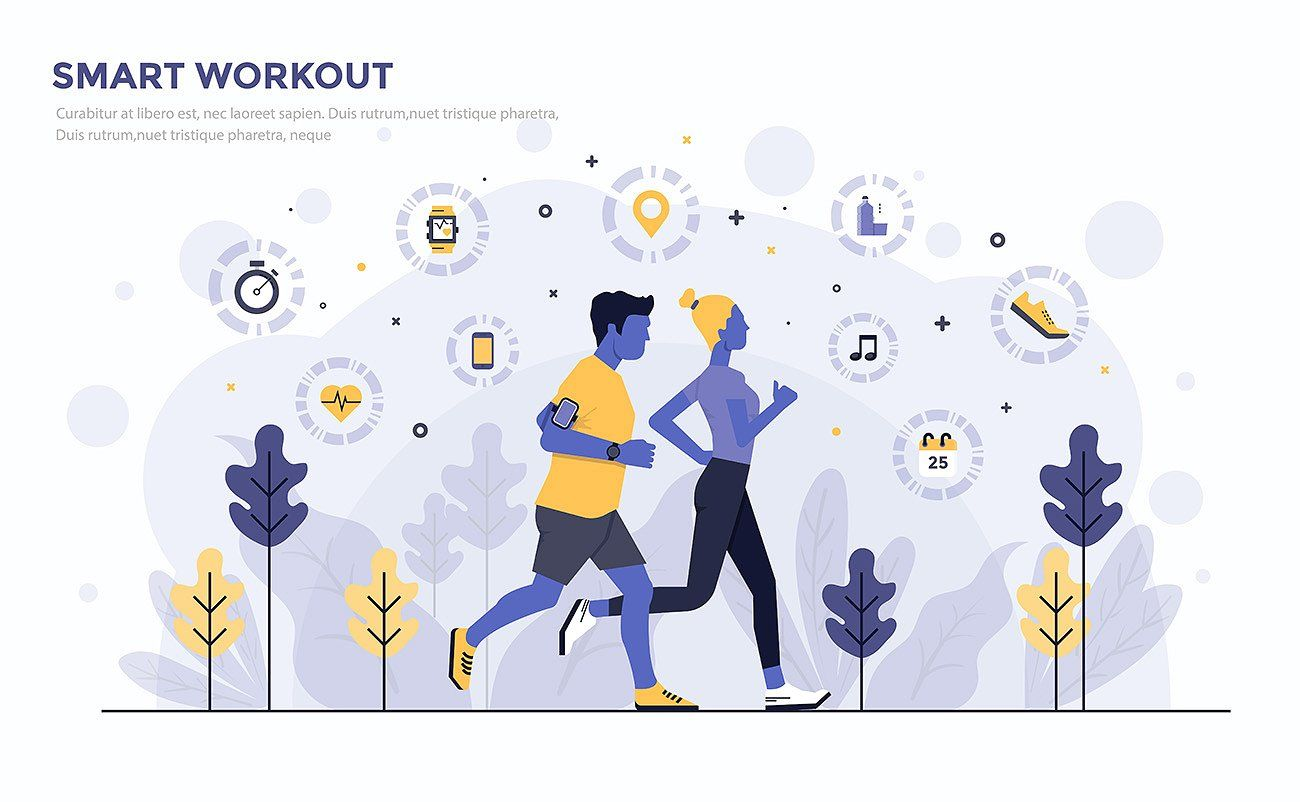 SMART WORKOUT
Curabitur at libero est, nec laoreet sapien. Duis rutrum,nuet tristique pharetra,
Duis rutrum,nuet tristique pharetra, neque
25